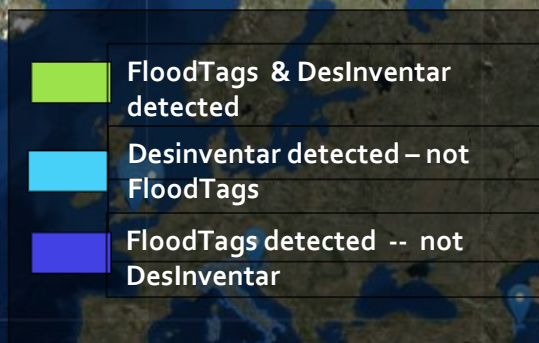 FloodTags & DesInventar
detected
Desinventar detected – not
FloodTags
FloodTags detected -- not
DesInventar